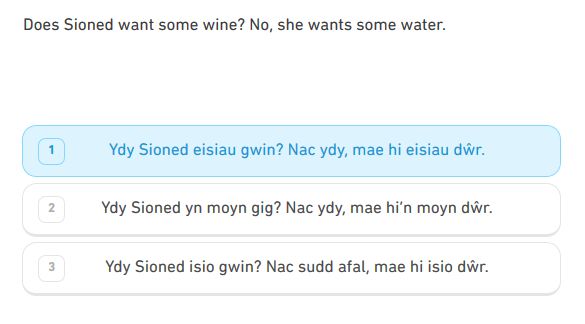 Does Sioned want some wine? No, she wants some water.
1 Ydy Sioned eisiau gwin? Nac ydy, mae hi eisiau dŵr.
2 Ydy Sioned yn moyn gig? Nac ydy, mae hi'n moyn dŵr.
3 Ydy Sioned isio gwin? Nac sudd afal, mae hi isio dŵr.